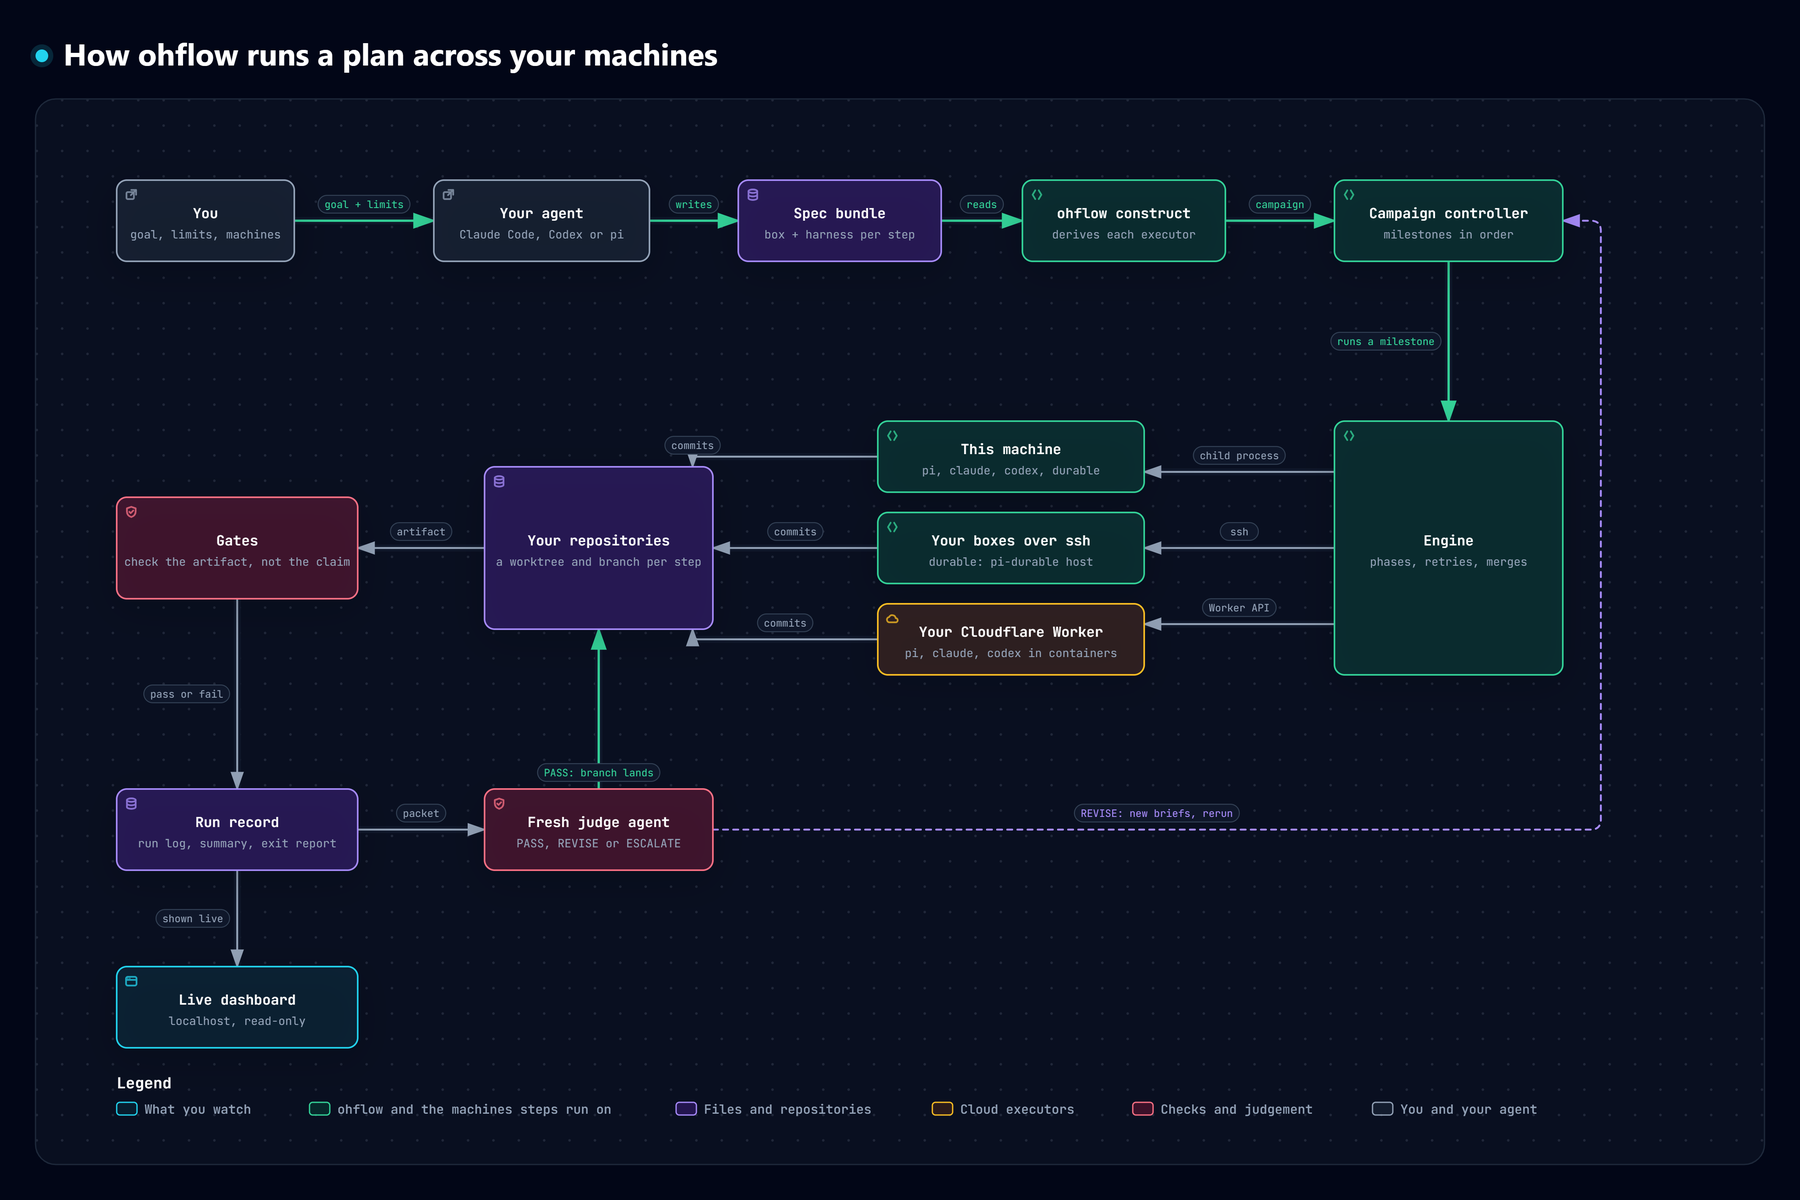 How ohflow runs a plan across your machines
You
goal, limits, machines
goal + limits
Your agent
Claude Code, Codex or pi
writes
Spec bundle
box + harness per step
reads
ohflow construct
derives each executor
campaign
Campaign controller
milestones in order
runs a milestone
commits
This machine
pi, claude, codex, durable
child process
Gates
check the artifact, not the claim
artifact
Your repositories
a worktree and branch per step
commits
Your boxes over ssh
durable: pi-durable host
ssh
Engine
phases, retries, merges
commits
Your Cloudflare Worker
pi, claude, codex in containers
Worker API
pass or fail
PASS: branch lands
Run record
run log, summary, exit report
packet
Fresh judge agent
PASS, REVISE or ESCALATE
REVISE: new briefs, rerun
shown live
Live dashboard
localhost, read-only
Legend
What you watch
ohflow and the machines steps run on
Files and repositories
Cloud executors
Checks and judgement
You and your agent